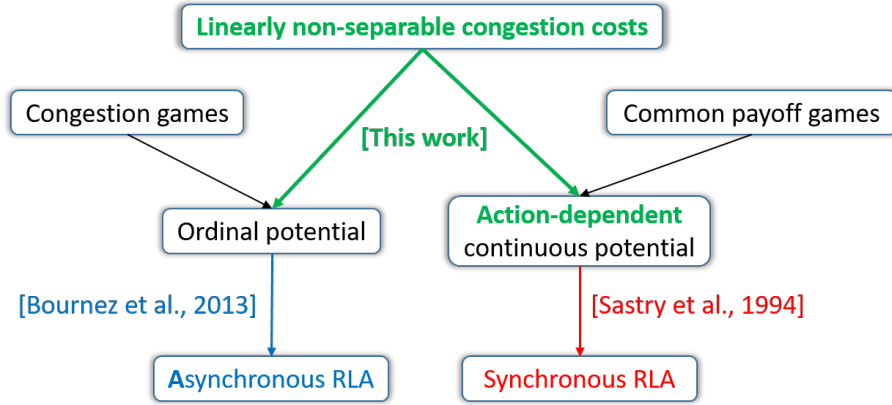 Linearly non-separable congestion costs
Congestion games
Common payoff games
[This work]
Ordinal potential
Action-dependent
continuous potential
[Bournez et al., 2013]
[Sastry et al., 1994]
Asynchronous RLA
Synchronous RLA